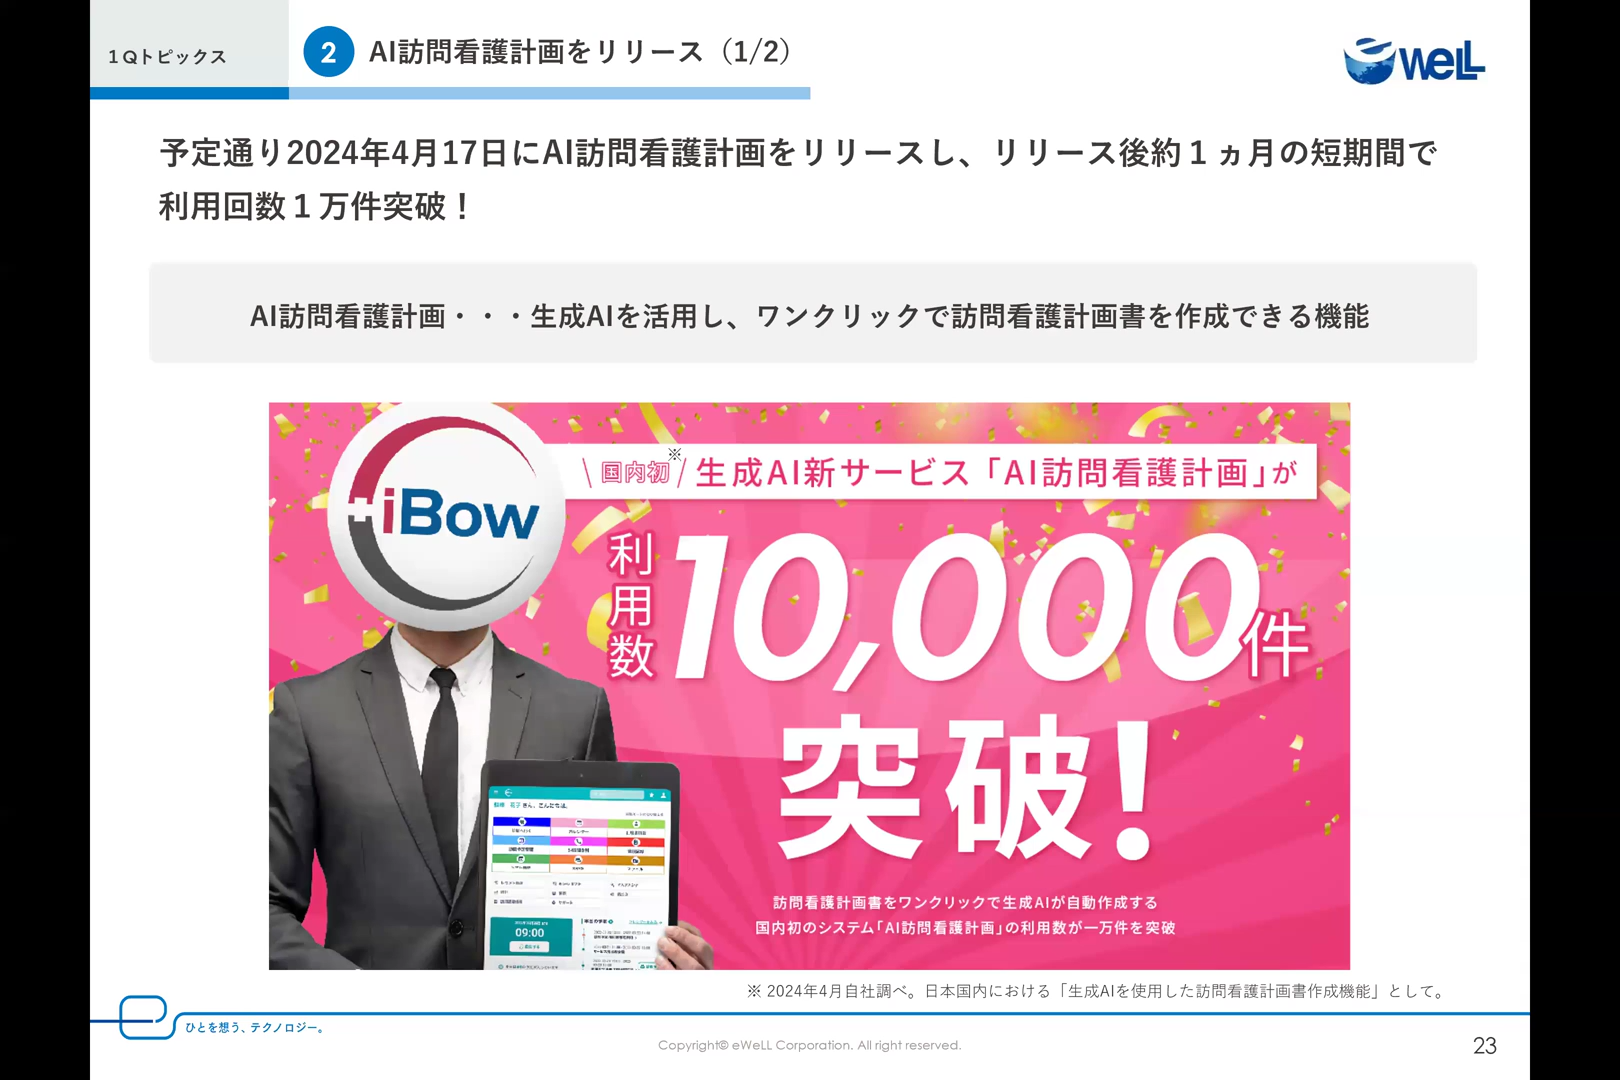 1Qトピックス
2 AI訪問看護計画をリリース（1/2）
eWeLL
予定通り2024年4月17日にAI訪問看護計画をリリースし、リリース後約１ヵ月の短期間で
利用回数１万件突破！
AI訪問看護計画・・・生成AIを活用し、ワンクリックで訪問看護計画書を作成できる機能
iBow
\国内初/※生成AI新サービス「AI訪問看護計画」が
利用数
10,000件
突破!
09:00
訪問看護計画書をワンクリックで生成AIが自動作成する
国内初のシステム「AI訪問看護計画」の利用数が一万件を突破
※ 2024年4月自社調べ。日本国内における「生成AIを使用した訪問看護計画書作成機能」として。
ひとを想う、テクノロジー。
Copyright© eWeLL Corporation. All right reserved.
23